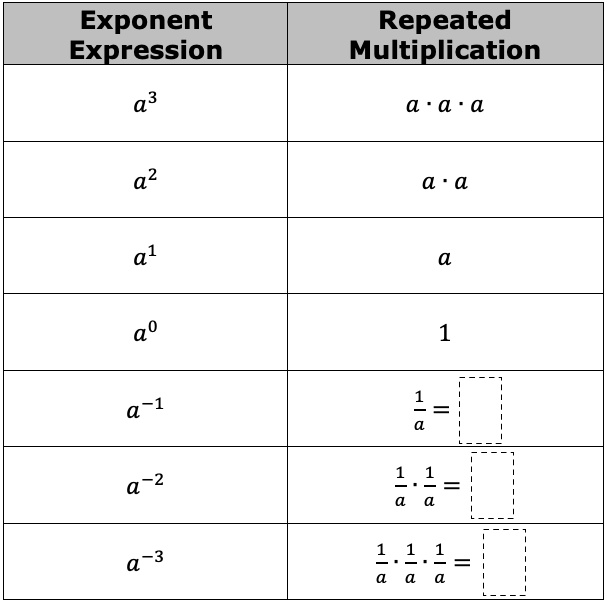 Exponent Expression | Repeated Multiplication
a³ | a · a · a
a² | a · a
a¹ | a
a⁰ | 1
a⁻¹ | 1/a =
a⁻² | 1/a · 1/a =
a⁻³ | 1/a · 1/a · 1/a =